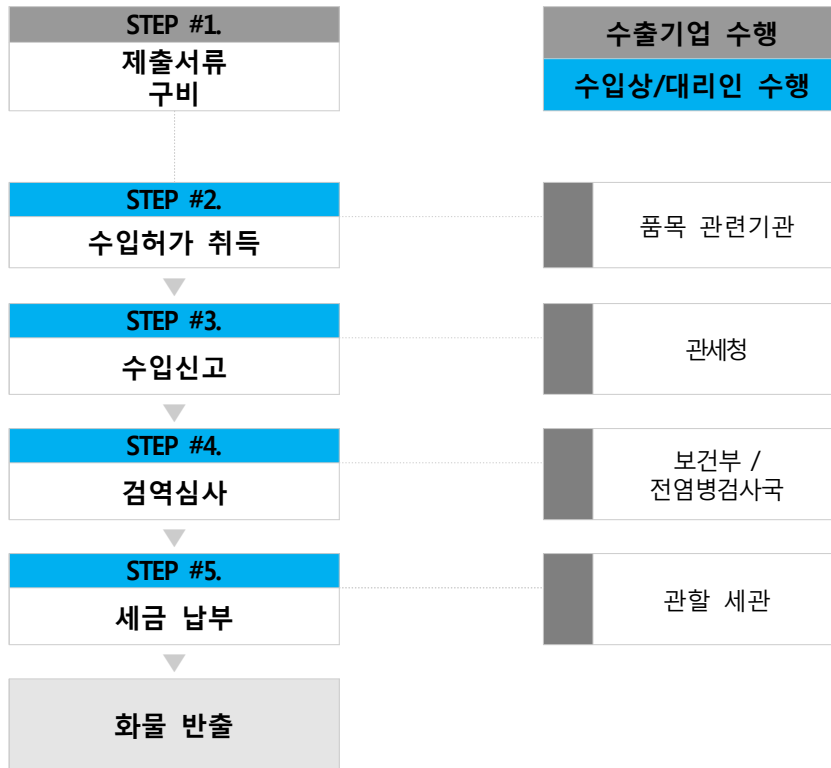 STEP #1.
제출서류
구비
수출기업 수행
수입상/대리인 수행
STEP #2.
수입허가 취득
품목 관련기관
STEP #3.
수입신고
관세청
STEP #4.
검역심사
보건부 /
전염병검사국
STEP #5.
세금 납부
관할 세관
화물 반출